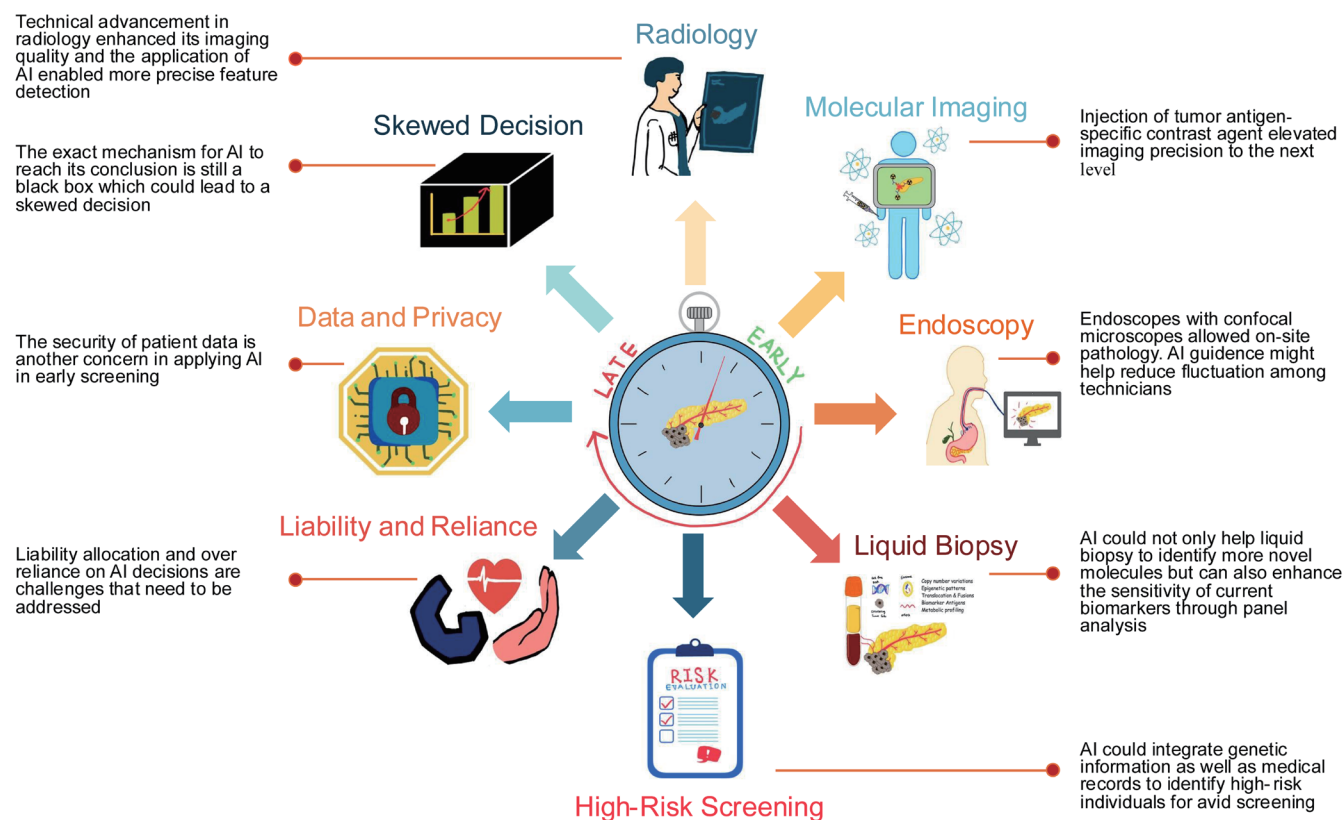 Technical advancement in
radiology enhanced its imaging
quality and the application of
AI enabled more precise feature
detection
Radiology
Molecular Imaging
Injection of tumor antigen-
specific contrast agent elevated
imaging precision to the next
level
Skewed Decision
The exact mechanism for AI to
reach its conclusion is still a
black box which could lead to a
skewed decision
Data and Privacy
The security of patient data is
another concern in applying AI
in early screening
LATE
EARLY
Endoscopy
Endoscopes with confocal
microscopes allowed on-site
pathology. AI guidence might
help reduce fluctuation among
technicians
Liability and Reliance
Liability allocation and over
reliance on AI decisions are
challenges that need to be
addressed
Liquid Biopsy
Copy number variations
Epigenetic patterns
Translocation & Fusions
Biomarker Antigens
Metabolic profiling
AI could not only help liquid
biopsy to identify more novel
molecules but can also enhance
the sensitivity of current
biomarkers through panel
analysis
RISK
EVALUATION
High-Risk Screening
AI could integrate genetic
information as well as medical
records to identify high-risk
individuals for avid screening